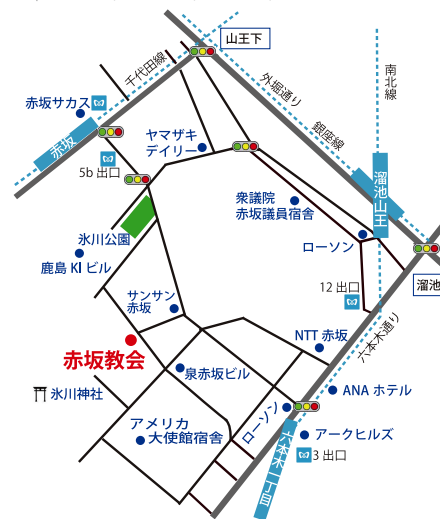 山王下
千代田線
外堀通り
南北線
赤坂サカス
銀座線
ヤマザキ
デイリー
赤坂
5b 出口
溜池山王
衆議院
赤坂議員宿舎
氷川公園
ローソン
鹿島 KI ビル
溜池
12 出口
サンサン
赤坂
六本木通り
NTT 赤坂
赤坂教会
泉赤坂ビル
氷川神社
ANA ホテル
ローソン
アメリカ
大使館宿舎
アークヒルズ
3 出口
六本木一丁目